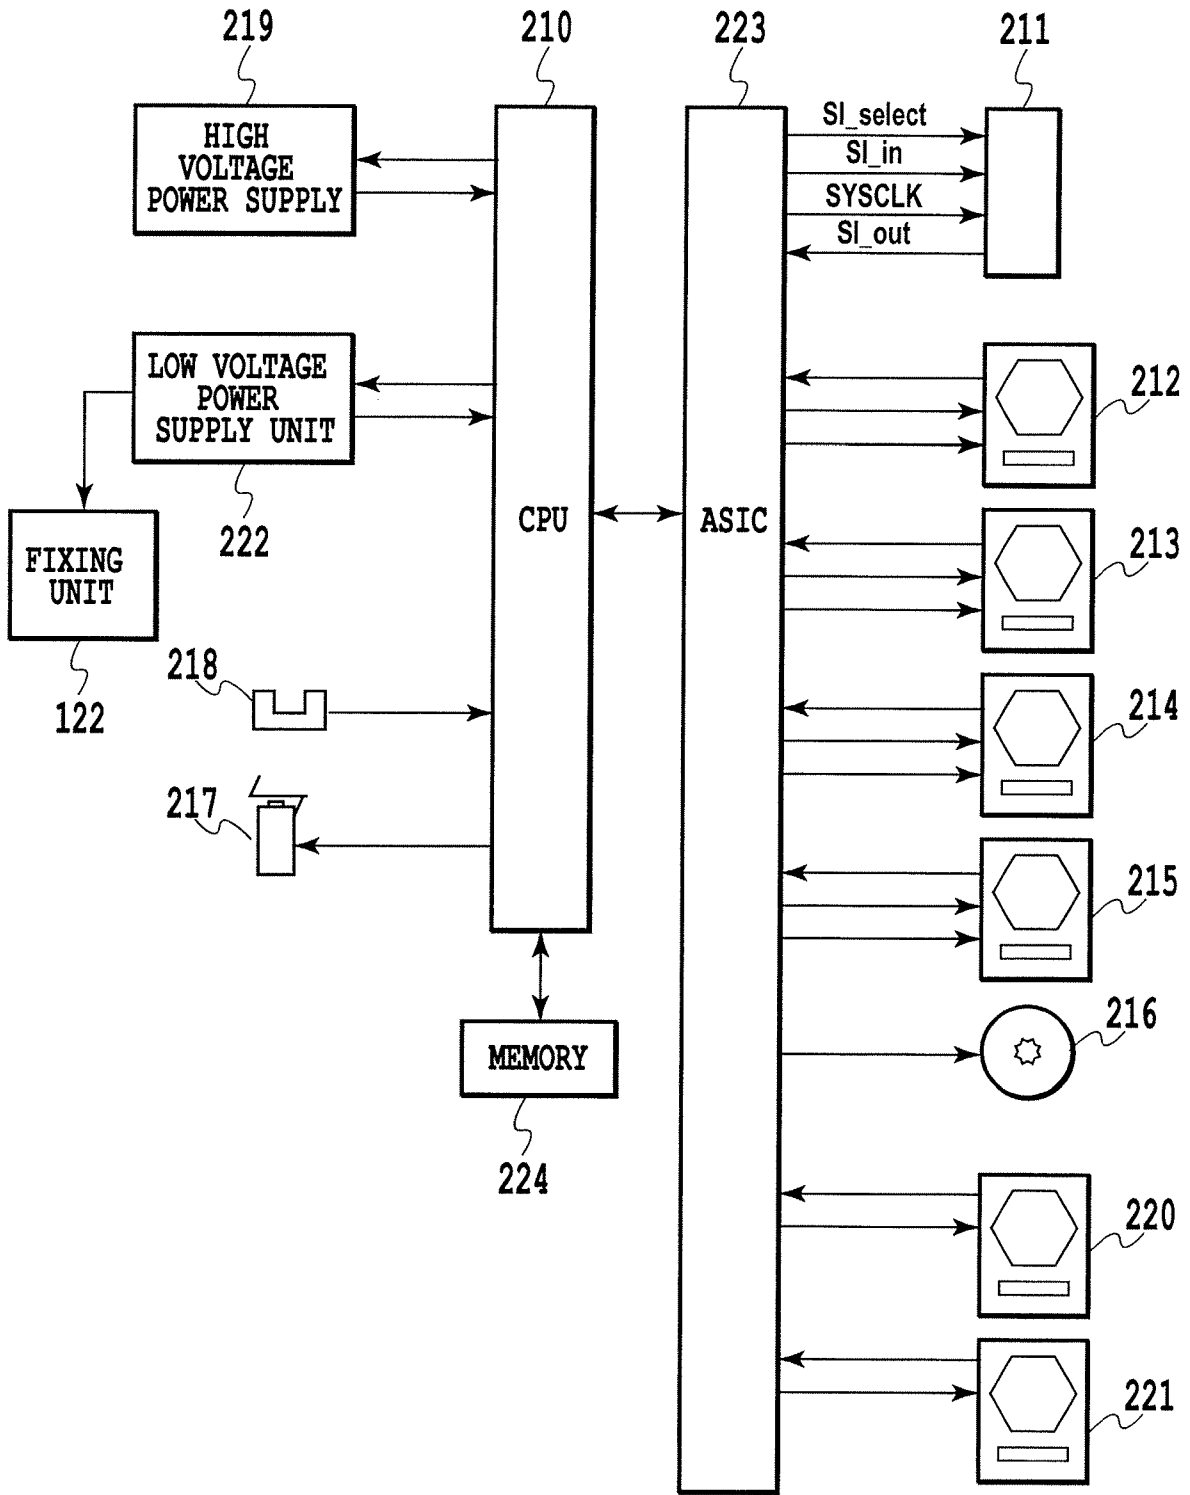 219
210
223
211
HIGH
VOLTAGE
POWER SUPPLY
SI_select
SI_in
SYSCLK
SI_out
LOW VOLTAGE
POWER
SUPPLY UNIT
212
222
CPU
ASIC
213
FIXING
UNIT
218
122
214
217
215
216
MEMORY
224
220
221